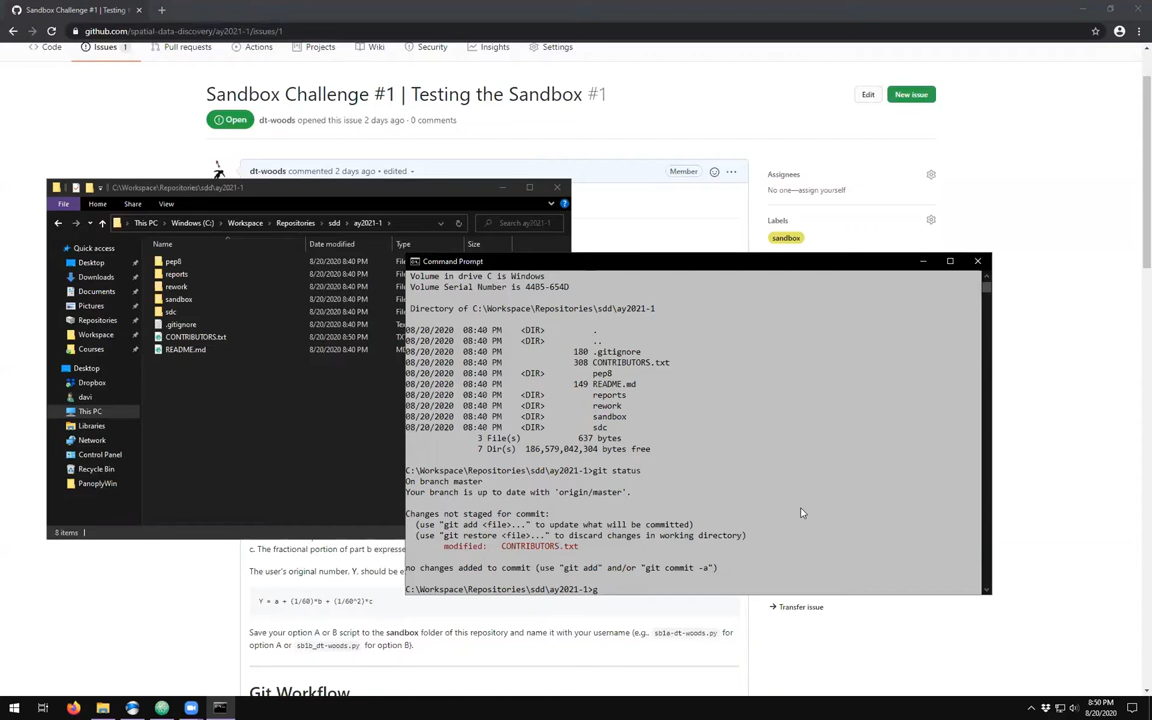 Sandbox Challenge #1 | Testing t
github.com/spatial-data-discovery/ay2021-1/issues/1
Code
Issues 1
Pull requests
Actions
Projects
Wiki
Security
Insights
Settings
Sandbox Challenge #1 | Testing the Sandbox #1
Edit
New issue
Open
dt-woods opened this issue 2 days ago · 0 comments
dt-woods commented 2 days ago • edited
Member
Assignees
No one—assign yourself
Labels
sandbox
C:\Workspace\Repositories\sdd\ay2021-1
File
Home
Share
View
This PC
Windows (C:)
Workspace
Repositories
sdd
ay2021-1
Search ay2021-1
Name
Date modified
Type
Size
Quick access
Desktop
Downloads
Documents
Pictures
Repositories
Workspace
Courses
Desktop
Dropbox
davi
This PC
Libraries
Network
Control Panel
Recycle Bin
PanoplyWin
pep8 8/20/2020 8:40 PM
reports 8/20/2020 8:40 PM
rework 8/20/2020 8:40 PM
sandbox 8/20/2020 8:40 PM
sdc 8/20/2020 8:40 PM
.gitignore 8/20/2020 8:40 PM
CONTRIBUTORS.txt 8/20/2020 8:50 PM
README.md 8/20/2020 8:40 PM
8 items
Command Prompt
Volume in drive C is Windows
Volume Serial Number is 4485-654D
Directory of C:\Workspace\Repositories\sdd\ay2021-1
08/20/2020 08:40 PM <DIR> .
08/20/2020 08:40 PM <DIR> ..
08/20/2020 08:40 PM 180 .gitignore
08/20/2020 08:40 PM 308 CONTRIBUTORS.txt
08/20/2020 08:40 PM <DIR> pep8
08/20/2020 08:40 PM 149 README.md
08/20/2020 08:40 PM <DIR> reports
08/20/2020 08:40 PM <DIR> rework
08/20/2020 08:40 PM <DIR> sandbox
08/20/2020 08:40 PM <DIR> sdc
3 File(s) 637 bytes
7 Dir(s) 186,579,042,304 bytes free
C:\Workspace\Repositories\sdd\ay2021-1>git status
On branch master
Your branch is up to date with 'origin/master'.
Changes not staged for commit:
(use "git add <file>..." to update what will be committed)
(use "git restore <file>..." to discard changes in working directory)
modified: CONTRIBUTORS.txt
no changes added to commit (use "git add" and/or "git commit -a")
C:\Workspace\Repositories\sdd\ay2021-1>g
c. The fractional portion of part b expresse
The user's original number, Y, should be e
Y = a + (1/60)*b + (1/60^2)*c
Transfer issue
Save your option A or B script to the sandbox folder of this repository and name it with your username (e.g., sb1a-dt-woods.py for
option A or sb1b_dt-woods.py for option B).
Git Workflow
8:50 PM
8/20/2020